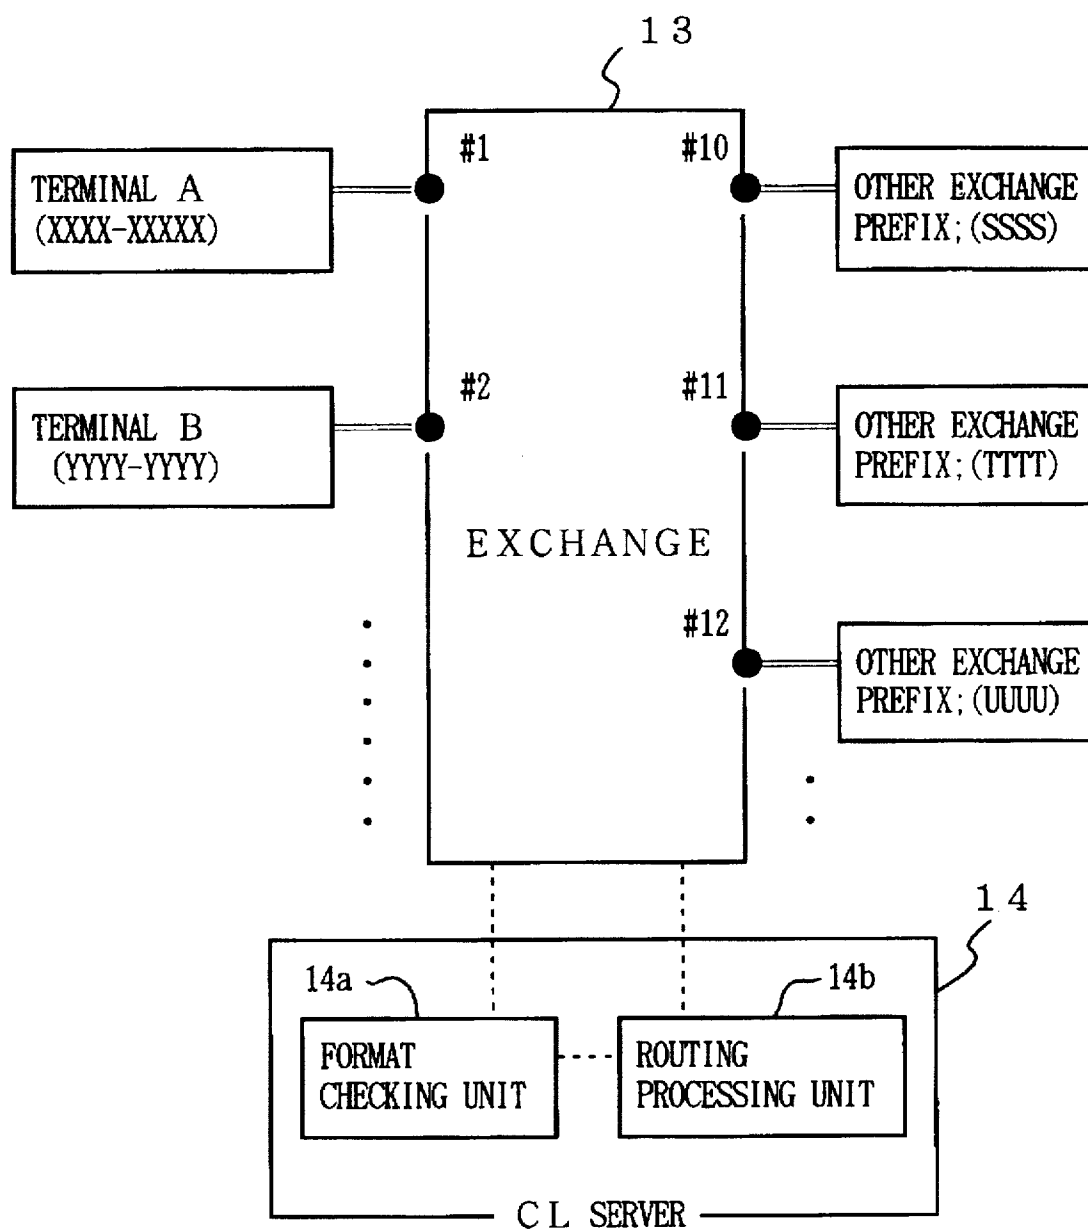 13
#1
#10
TERMINAL A
(XXXX-XXXXX)
OTHER EXCHANGE
PREFIX;(SSSS)
#2
#11
TERMINAL B
(YYYY-YYYY)
OTHER EXCHANGE
PREFIX;(TTTT)
EXCHANGE
#12
OTHER EXCHANGE
PREFIX;(UUUU)
14
14a
14b
FORMAT
CHECKING UNIT
ROUTING
PROCESSING UNIT
CL SERVER